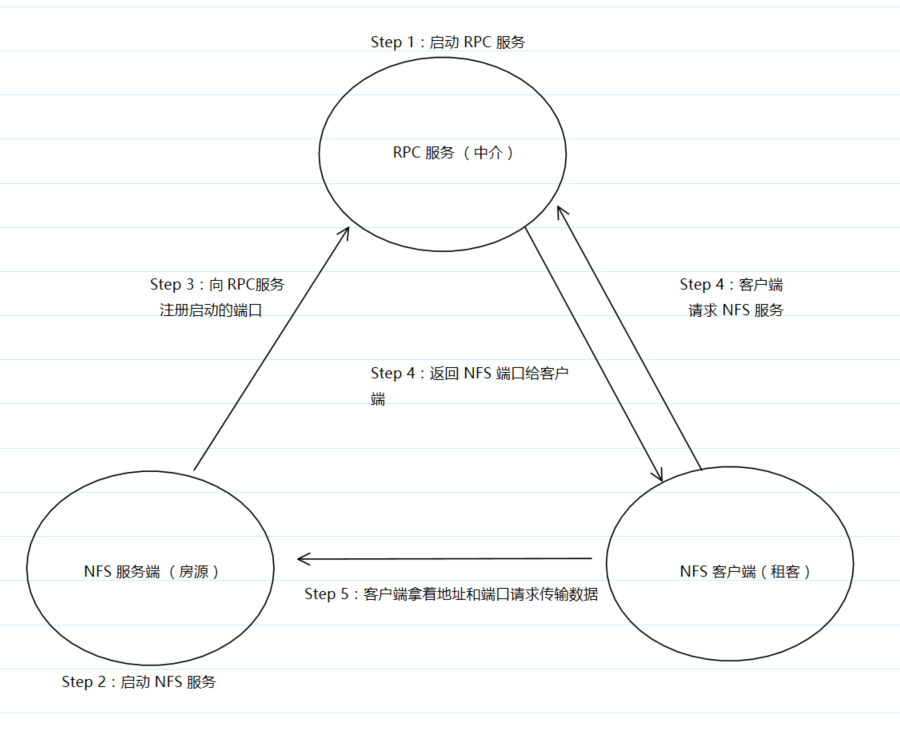 Step 1：启动 RPC 服务
RPC 服务（中介）
Step 3：向 RPC服务
注册启动的端口
Step 4：客户端
请求 NFS 服务
Step 4：返回 NFS 端口给客户
端
NFS 服务端 （房源）
NFS 客户端（租客）
Step 5：客户端拿着地址和端口请求传输数据
Step 2：启动 NFS 服务